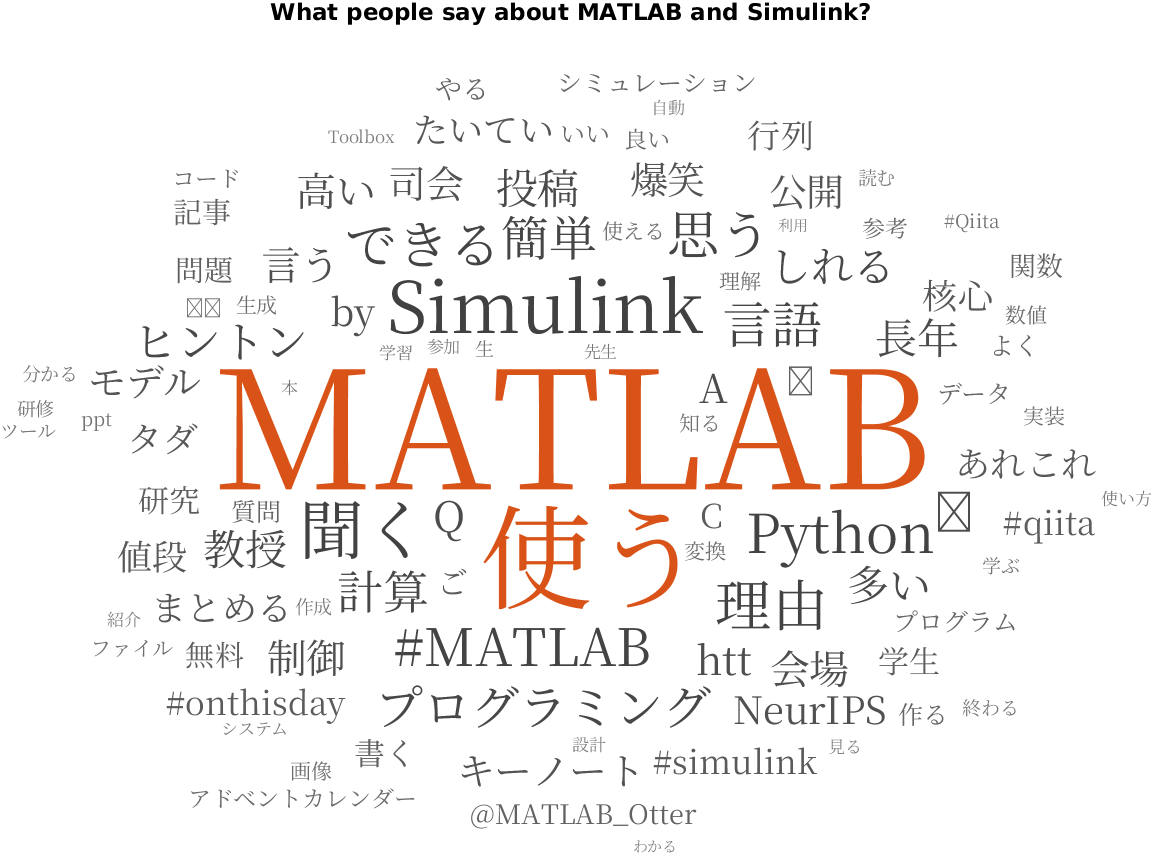 What people say about MATLAB and Simulink?
やる
シミュレーション
自動
Toolbox
たいてい
いい
良い
行列
コード
高い
司会
投稿
爆笑
公開
読む
記事
できる
簡単
使える
思う
利用
参考
#Qiita
問題
言う
しれる
関数
理解
核心
生成
by
Simulink
言語
数値
ヒントン
長年
よく
学習
参加
生
先生
分かる
モデル
本
MATLAB
A
データ
研修
ppt
知る
実装
ツール
タダ
あれこれ
研究
質問
聞く
Q
使う
C
Python
#qiita
使い方
値段
教授
変換
学ぶ
計算
ご
理由
多い
紹介
まとめる
作成
プログラム
ファイル
無料
制御
#MATLAB
htt
会場
学生
#onthisday
プログラミング
NeurIPS
作る
終わる
システム
書く
設計
見る
画像
キーノート
#simulink
アドベントカレンダー
@MATLAB_Otter
わかる